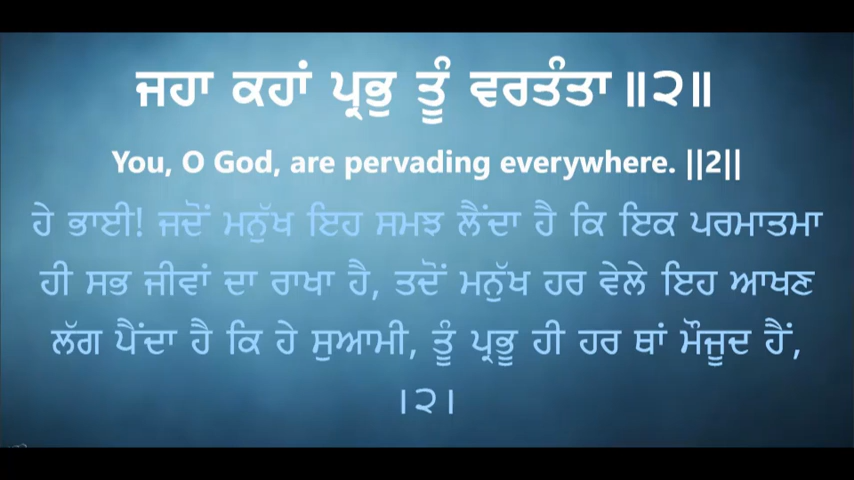 ਜਹਾ ਕਹਾਂ ਪ੍ਰਭੁ ਤੂੰ ਵਰਤੰਤਾ ॥੨॥
You, O God, are pervading everywhere. ||2||
ਹੇ ਭਾਈ! ਜਦੋਂ ਮਨੁੱਖ ਇਹ ਸਮਝ ਲੈਂਦਾ ਹੈ ਕਿ ਇਕ ਪਰਮਾਤਮਾ
ਹੀ ਸਭ ਜੀਵਾਂ ਦਾ ਰਾਖਾ ਹੈ, ਤਦੋਂ ਮਨੁੱਖ ਹਰ ਵੇਲੇ ਇਹ ਆਖਣ
ਲੱਗ ਪੈਂਦਾ ਹੈ ਕਿ ਹੇ ਸੁਆਮੀ, ਤੂੰ ਪ੍ਰਭੂ ਹੀ ਹਰ ਥਾਂ ਮੌਜੂਦ ਹੈਂ,
।੨।